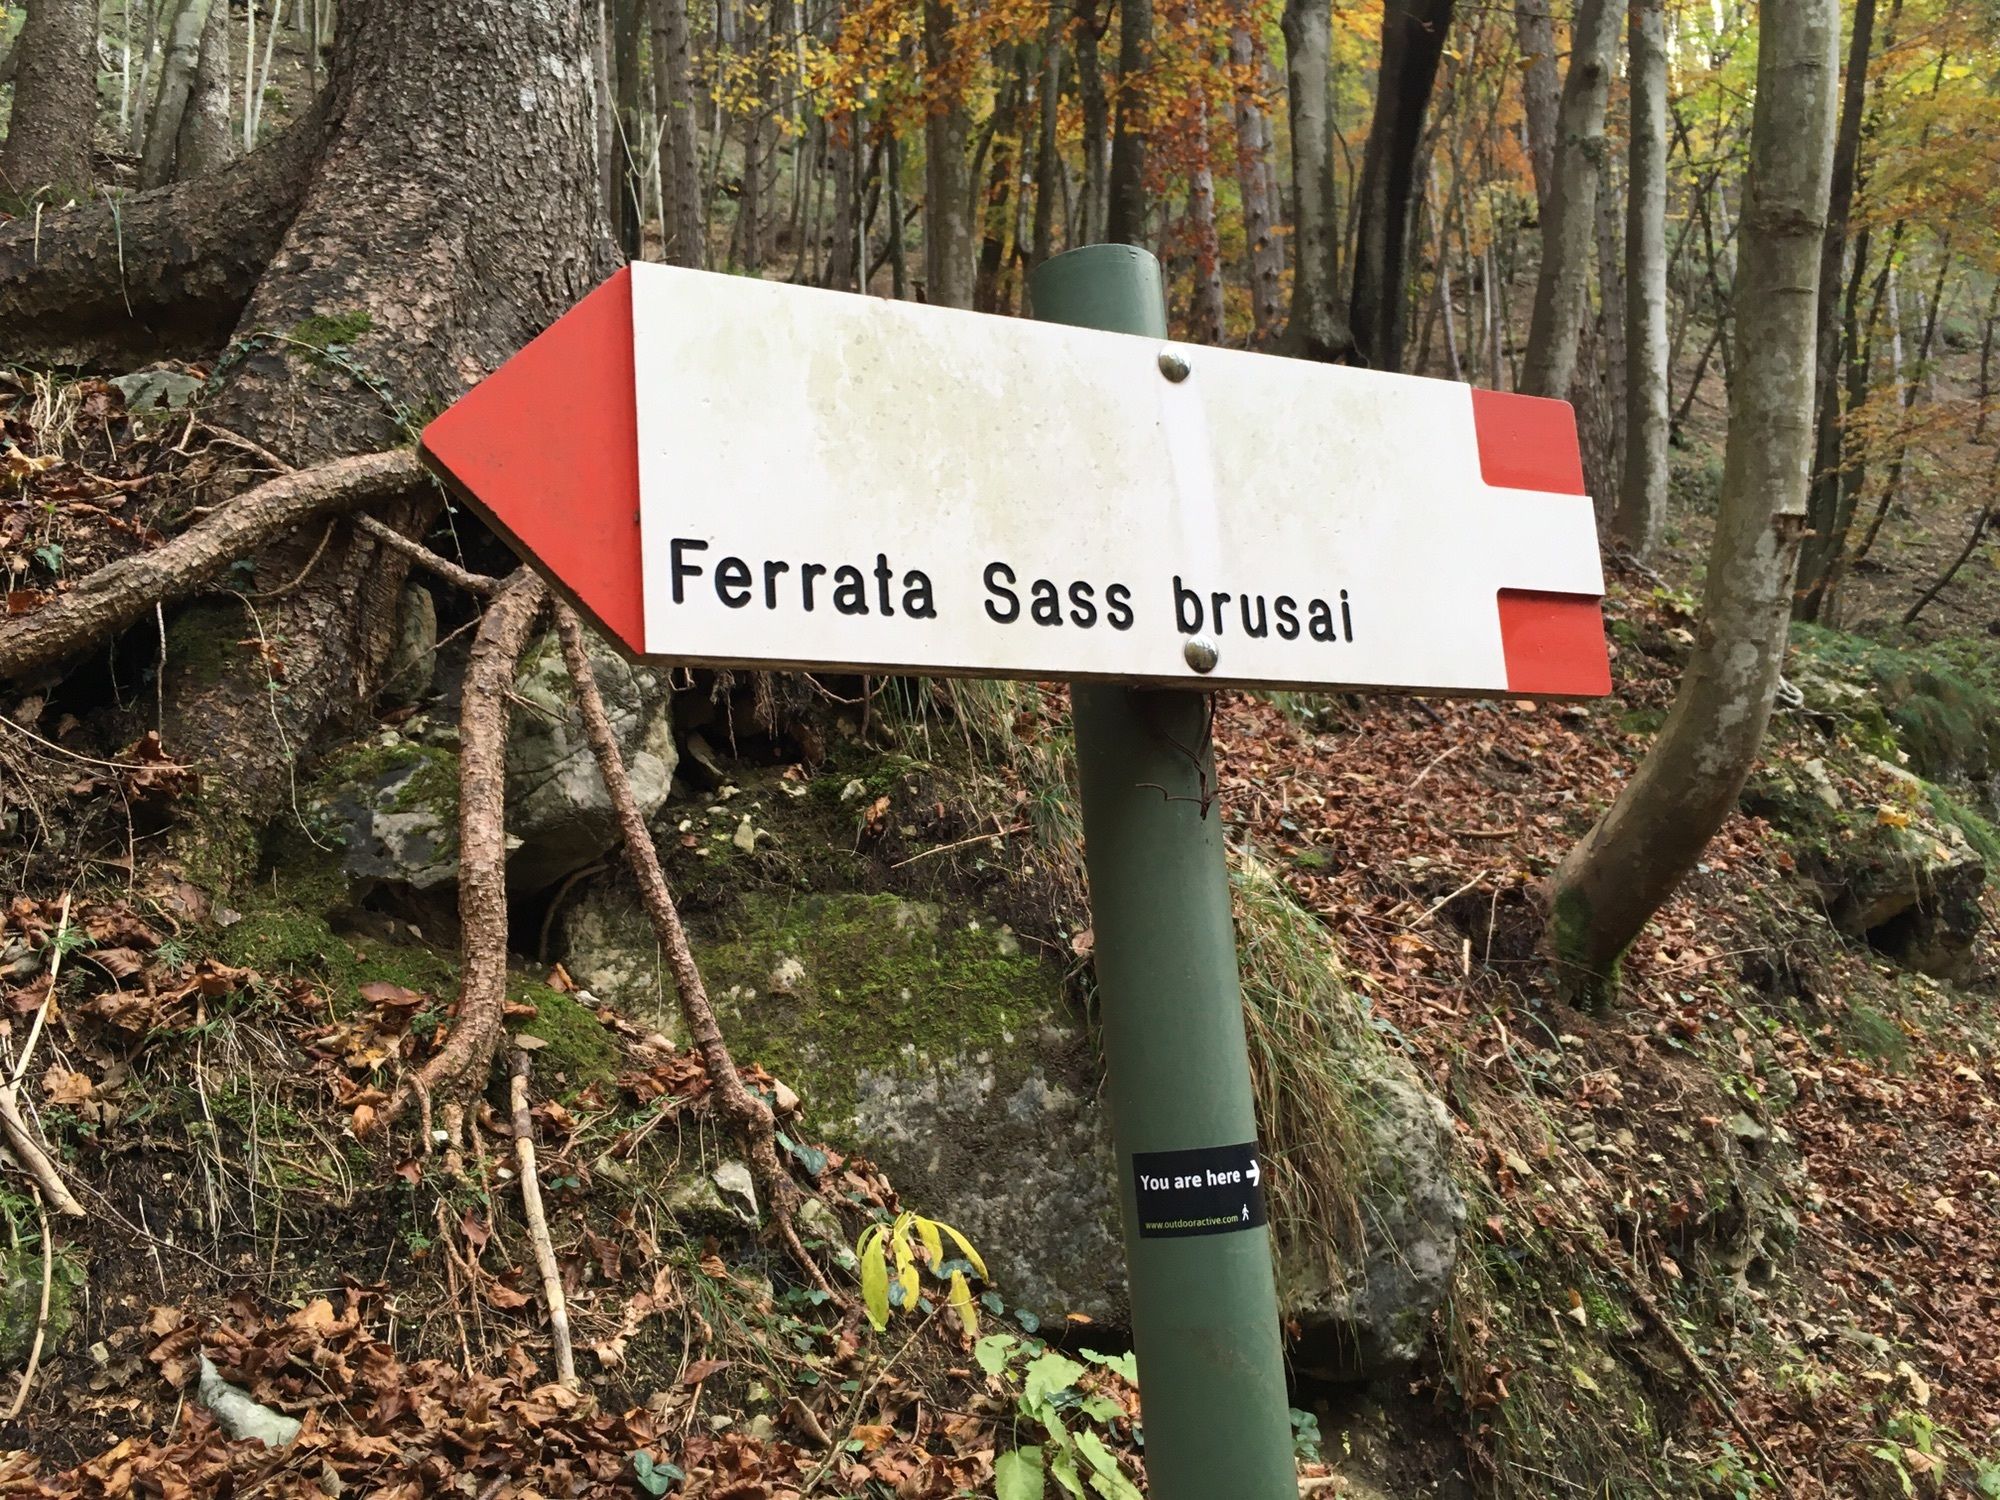 Ferrata Sass brusai
You are here →
www.outdooractive.com